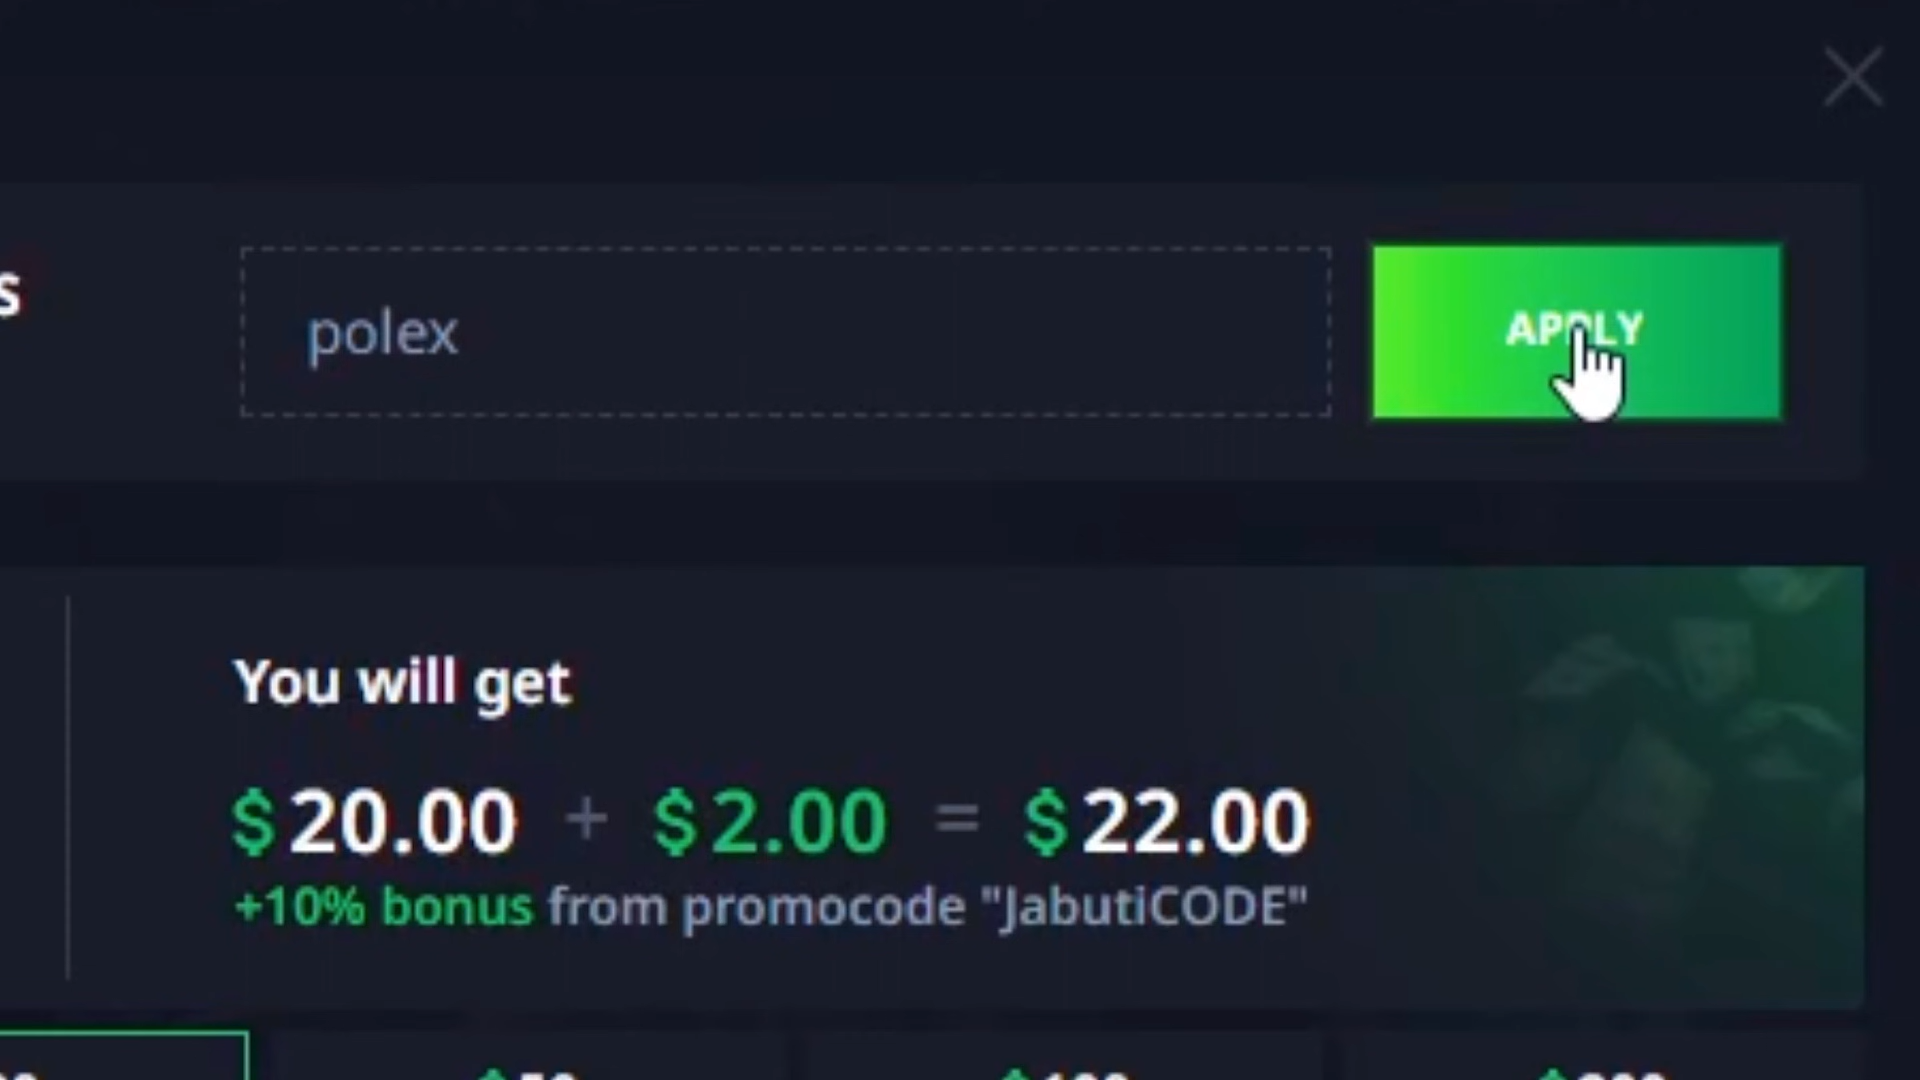 s
polex
APPLY
You will get
$ 20.00 + $ 2.00 = $ 22.00
+10% bonus from promocode "JabutiCODE"